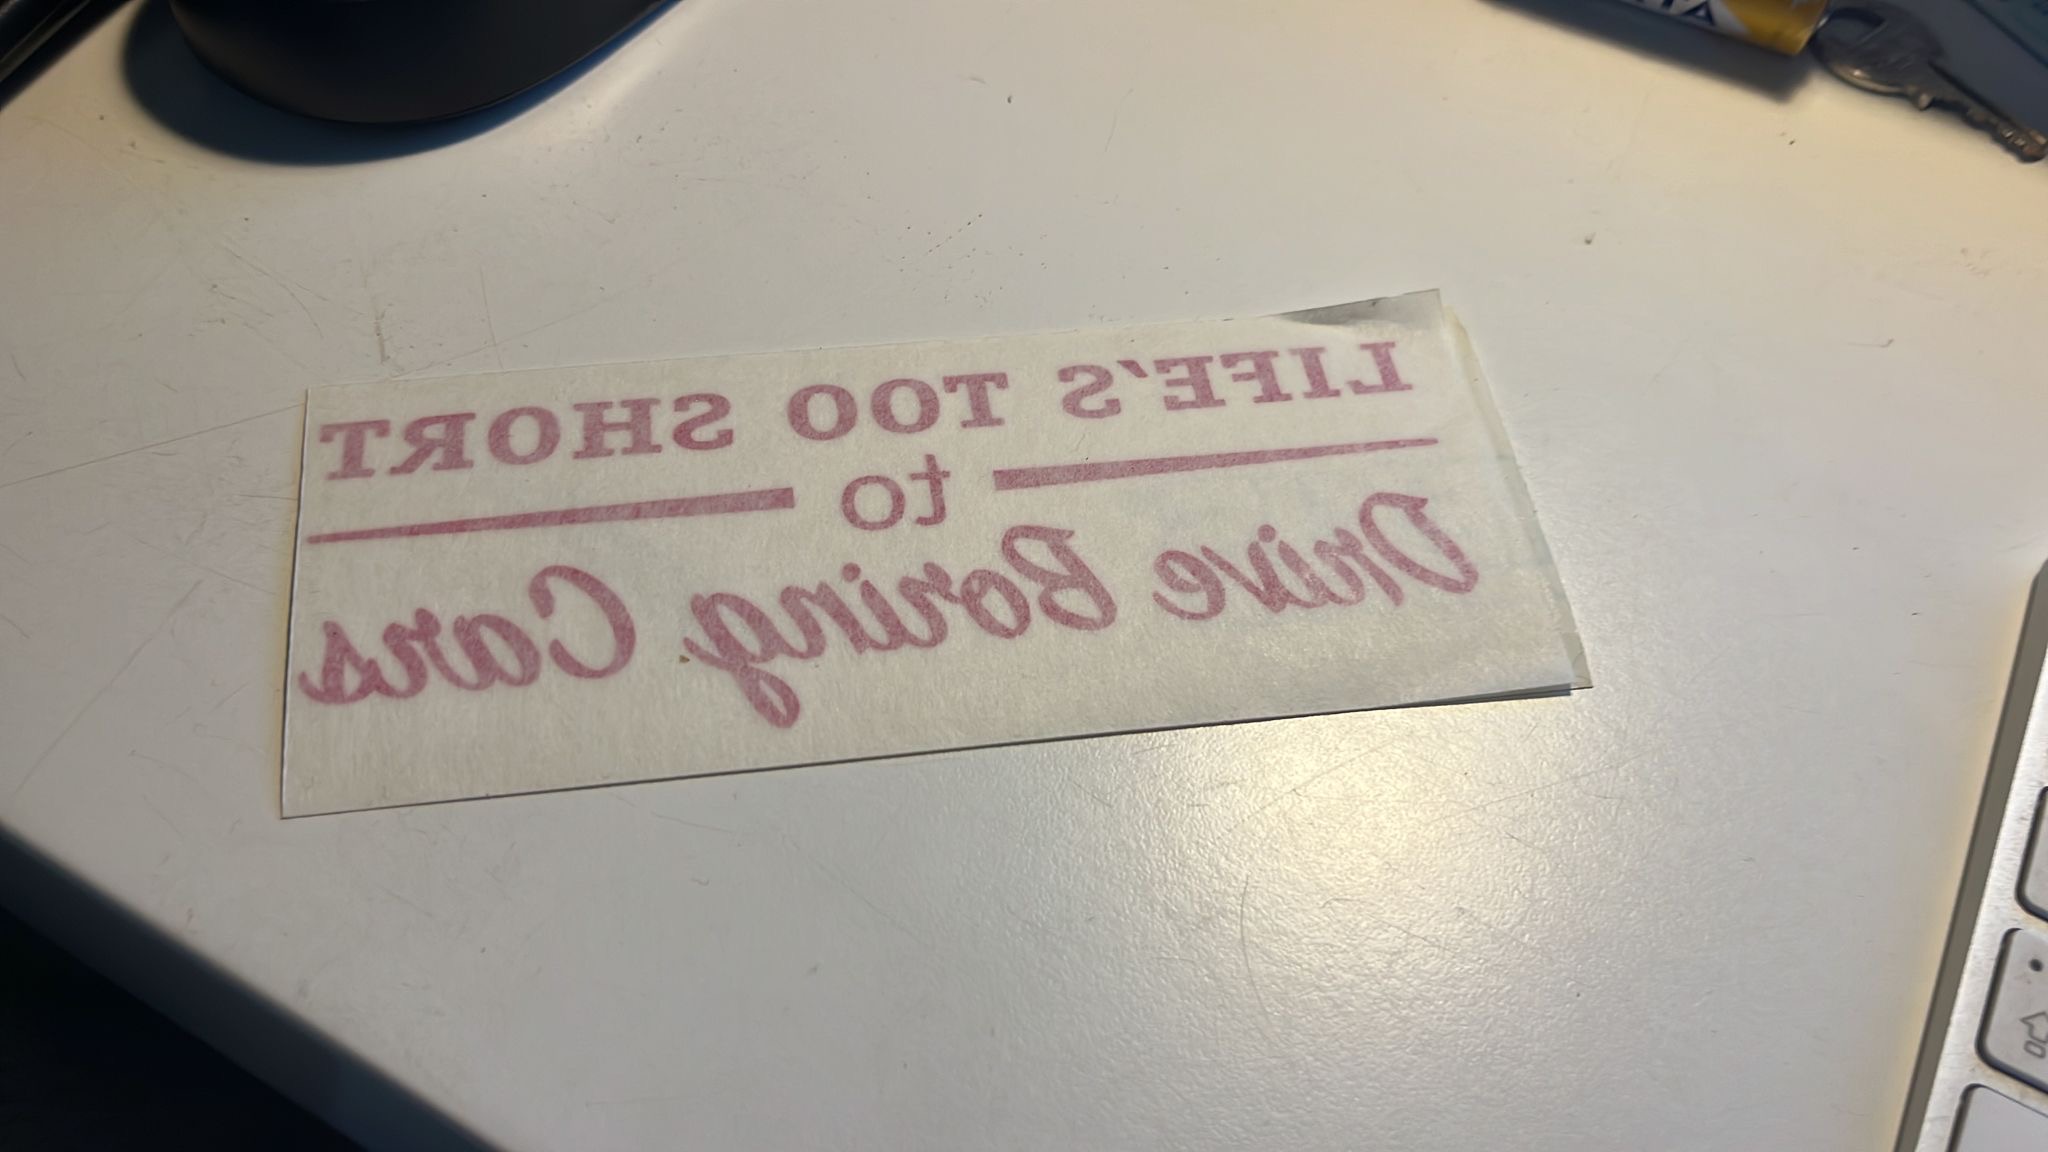 LIFE'S TOO SHORT
to
Drive Boring Cars